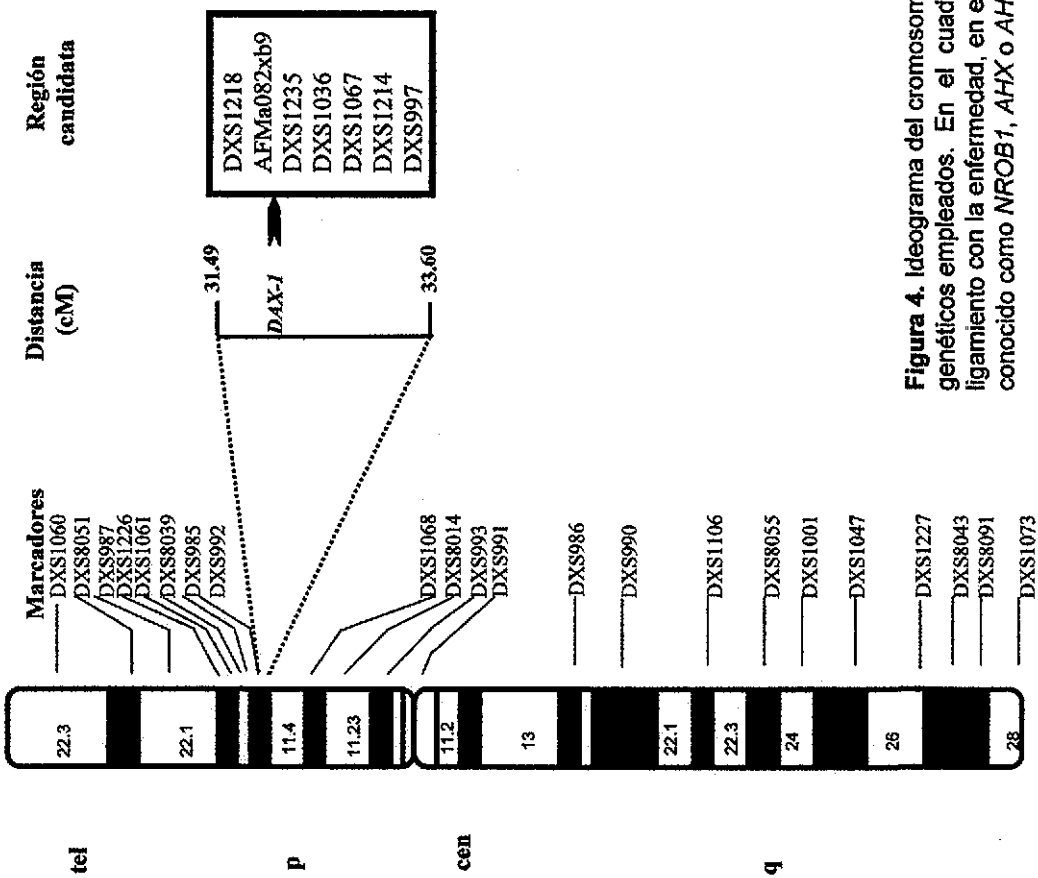 Marcadores
Distancia
(cM)
Región
candidata
tel
p
cen
q
22.3
22.1
11.4
11.23
11.2
13
22.1
22.3
24
26
28
DXS1060
DXS8051
DXS987
DXS1226
DXS1061
DXS8039
DXS985
DXS992
DXS1068
DXS8014
DXS993
DXS991
DXS986
DXS990
DXS1106
DXS8055
DXS1001
DXS1047
DXS1227
DXS8043
DXS8091
DXS1073
31.49
DAX-1
33.60
DXS1218
AFMa082xb9
DXS1235
DXS1036
DXS1067
DXS1214
DXS997
Figura 4. Ideograma del cromosom
genéticos empleados. En el cuad
ligamiento con la enfermedad, en e
conocido como NROB1, AHX o AH